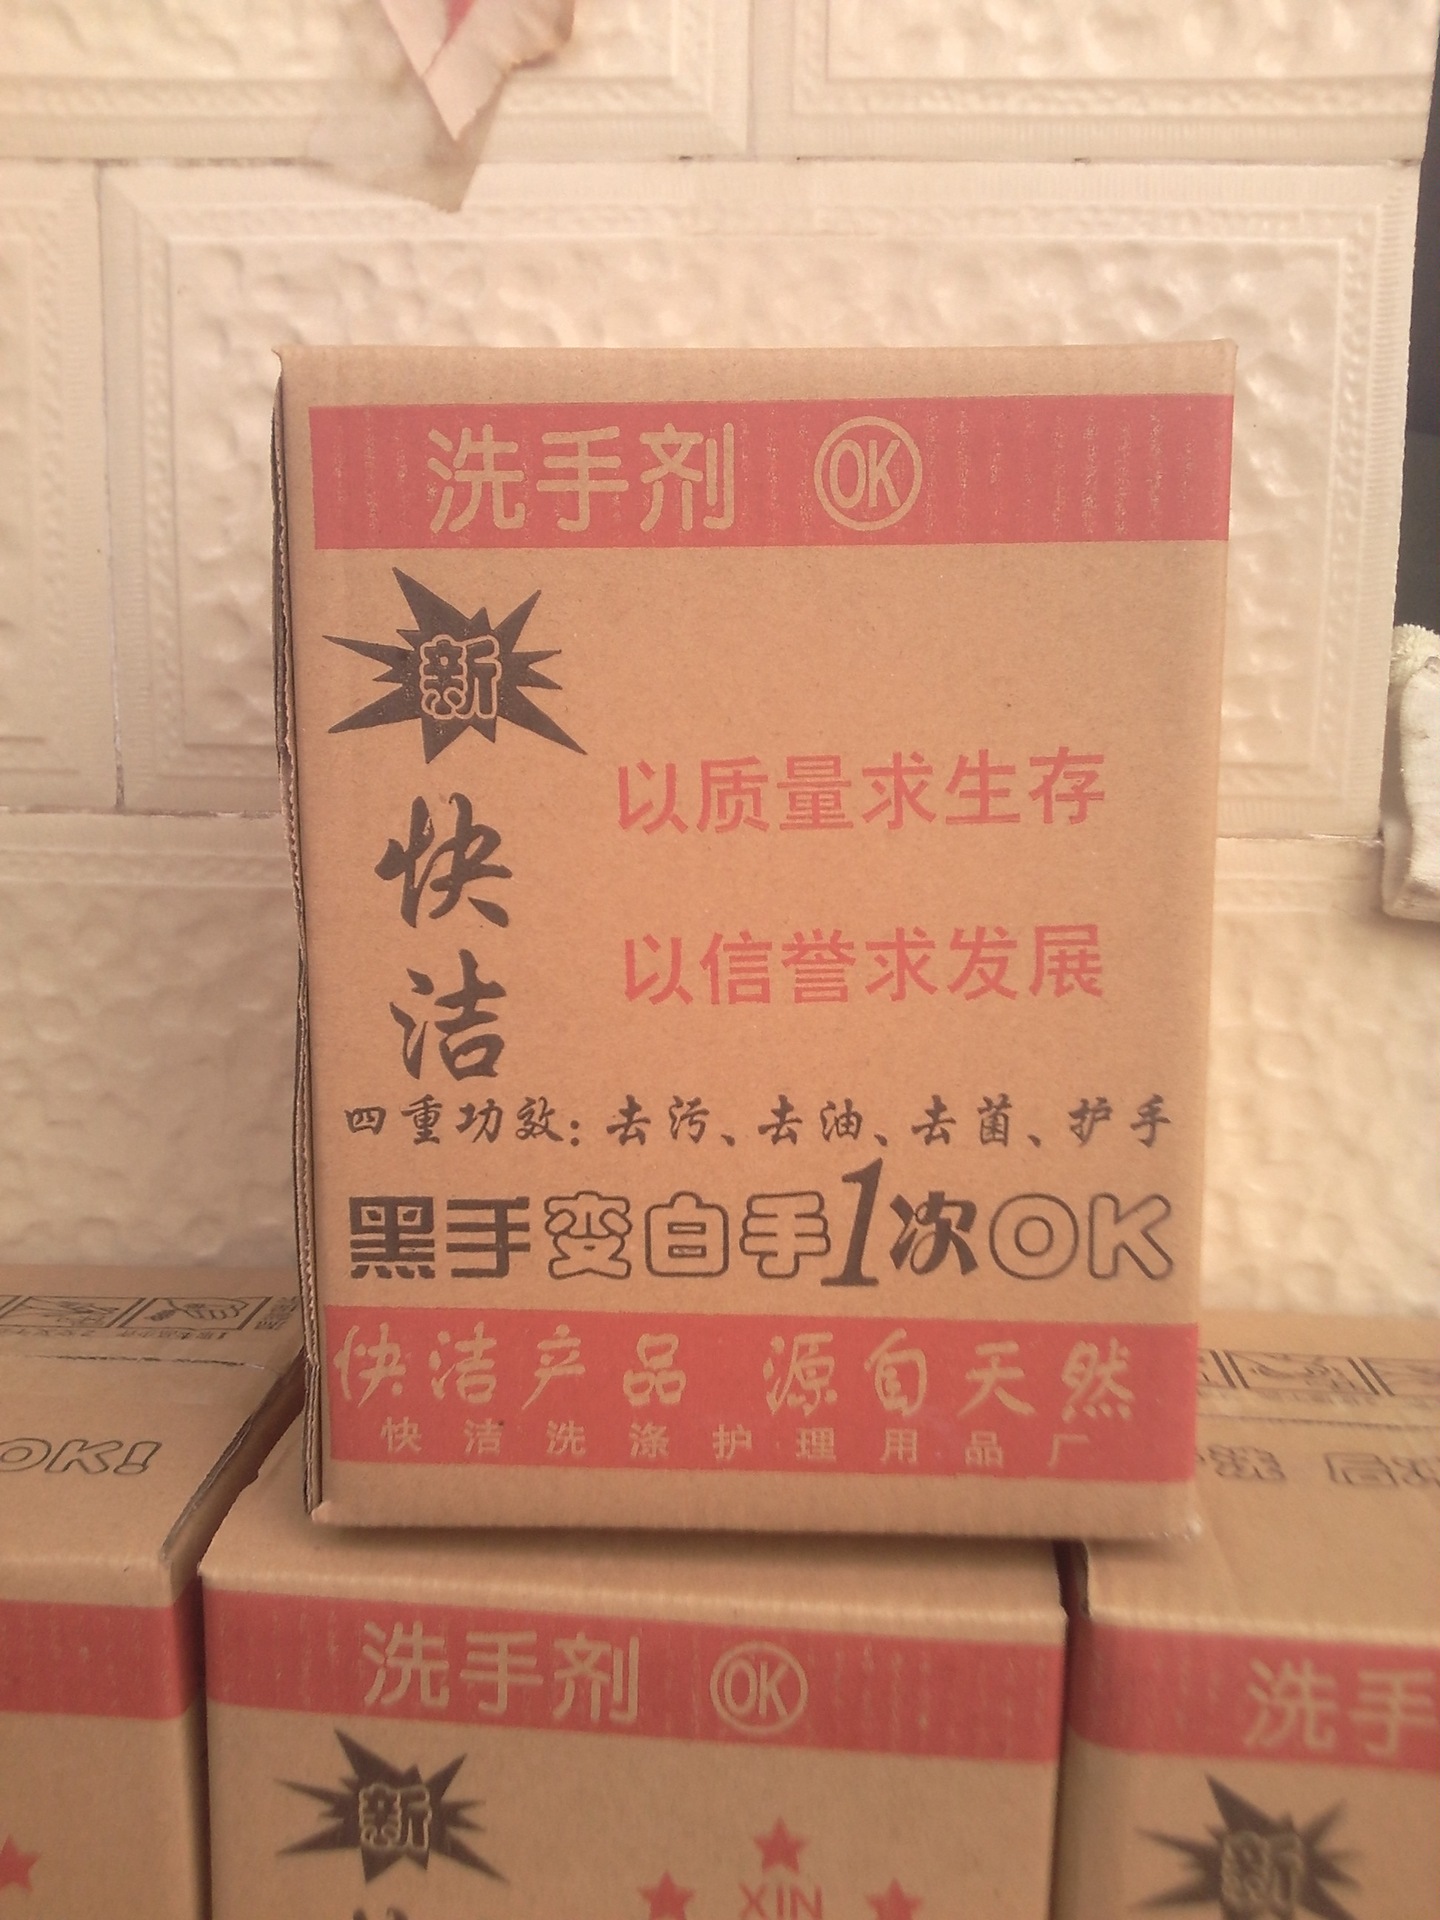 洗手剂 OK
新
快洁
以质量求生存
以信誉求发展
四重功效：去污、去油、去菌、护手
黑手变白手1次OK
快洁产品 源自天然
快洁洗涤护理用品厂
OK!
洗手剂 OK
新
XIN
洗手
新